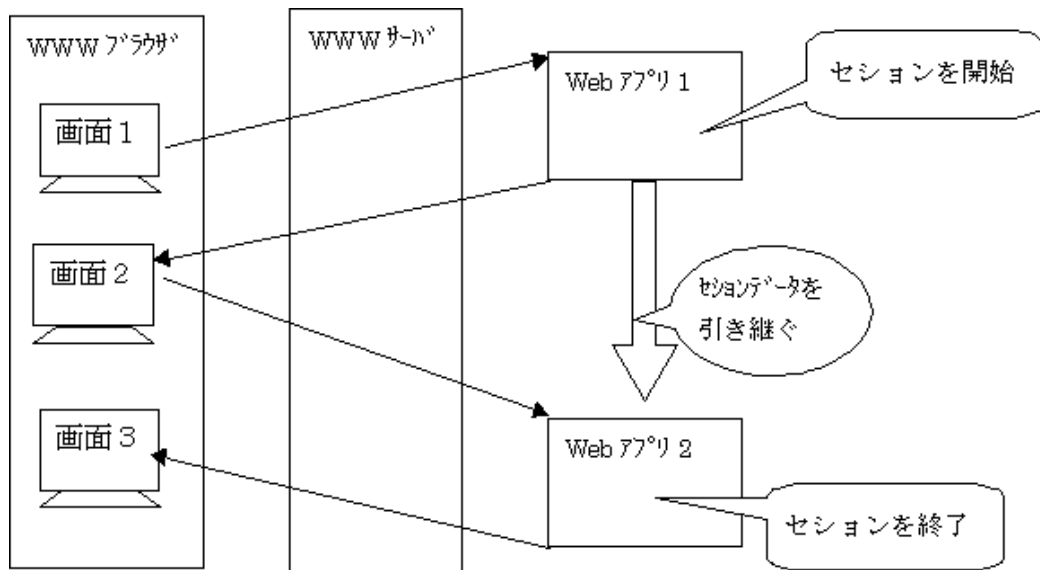 WWW ﾌﾞﾗｳｻﾞ
WWW ｻｰﾊﾞ
Web ｱﾌﾟﾘ 1
セションを開始
画面１
画面２
ｾｼｮﾝﾃﾞｰﾀを
引き継ぐ
画面３
Web ｱﾌﾟﾘ 2
セションを終了